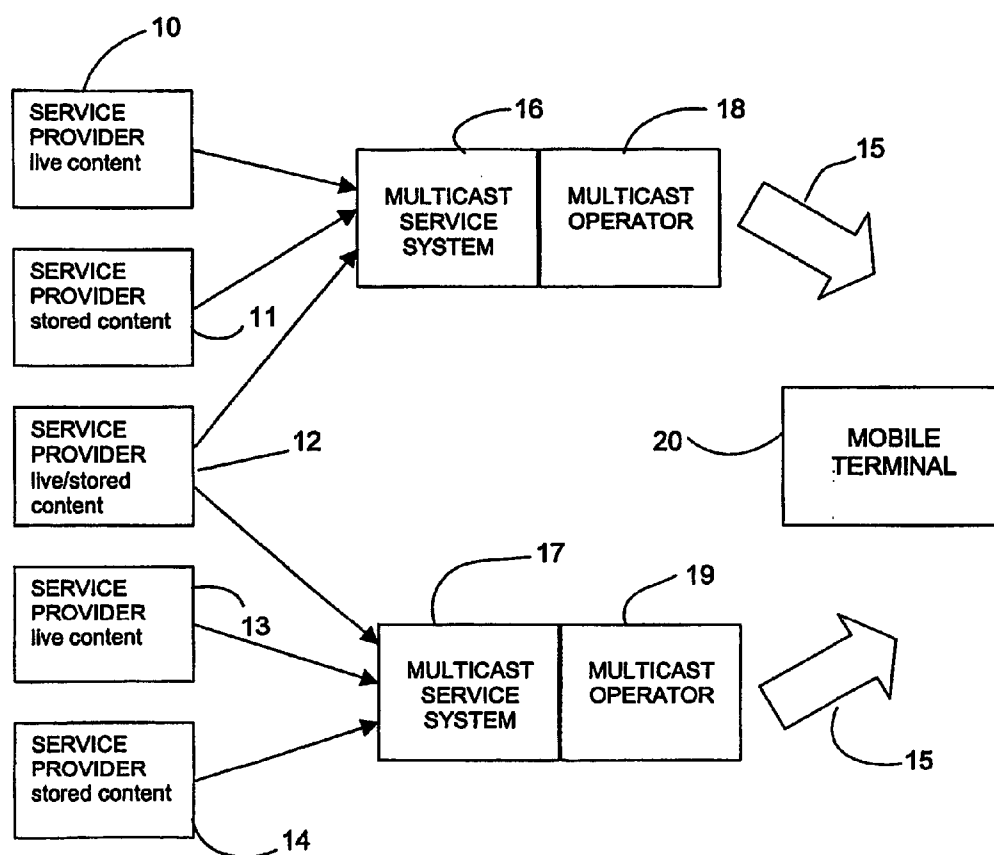 10
SERVICE
PROVIDER
live content
16
18
15
MULTICAST
SERVICE
SYSTEM
MULTICAST
OPERATOR
SERVICE
PROVIDER
stored content
11
SERVICE
PROVIDER
live/stored
content
12
20
MOBILE
TERMINAL
SERVICE
PROVIDER
live content
13
17
19
MULTICAST
SERVICE
SYSTEM
MULTICAST
OPERATOR
15
SERVICE
PROVIDER
stored content
14